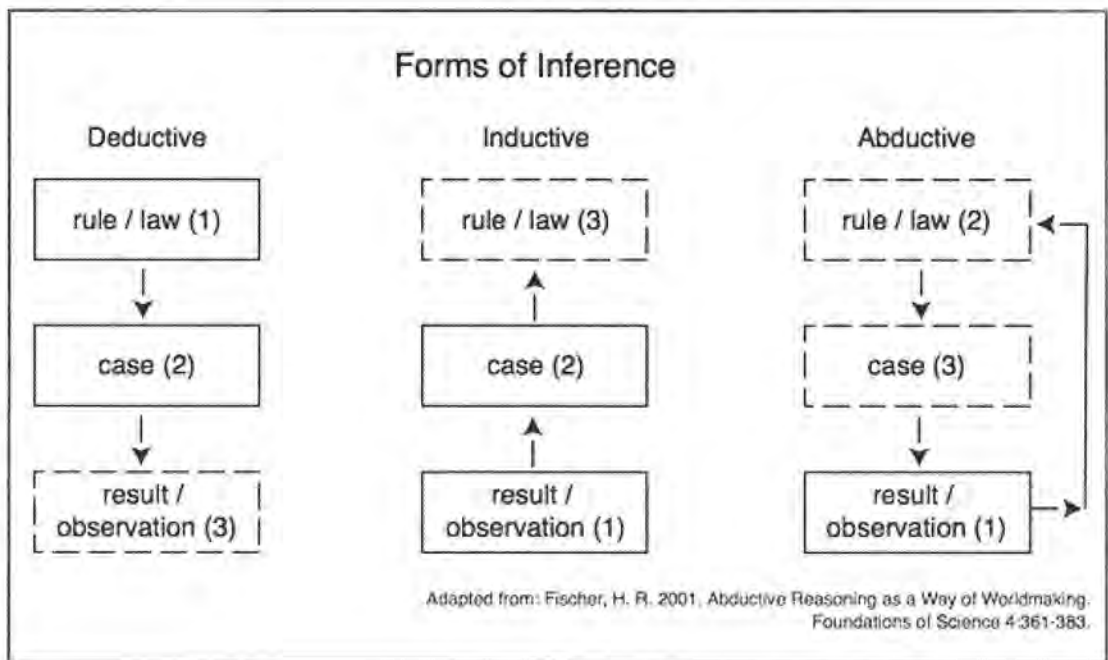 Forms of Inference
Deductive
rule / law (1)
case (2)
result /
observation (3)
Inductive
rule / law (3)
case (2)
result /
observation (1)
Abductive
rule / law (2)
case (3)
result /
observation (1)
Adapted from: Fischer, H. R. 2001. Abductive Reasoning as a Way of Worldmaking.
Foundations of Science 4:361-383.